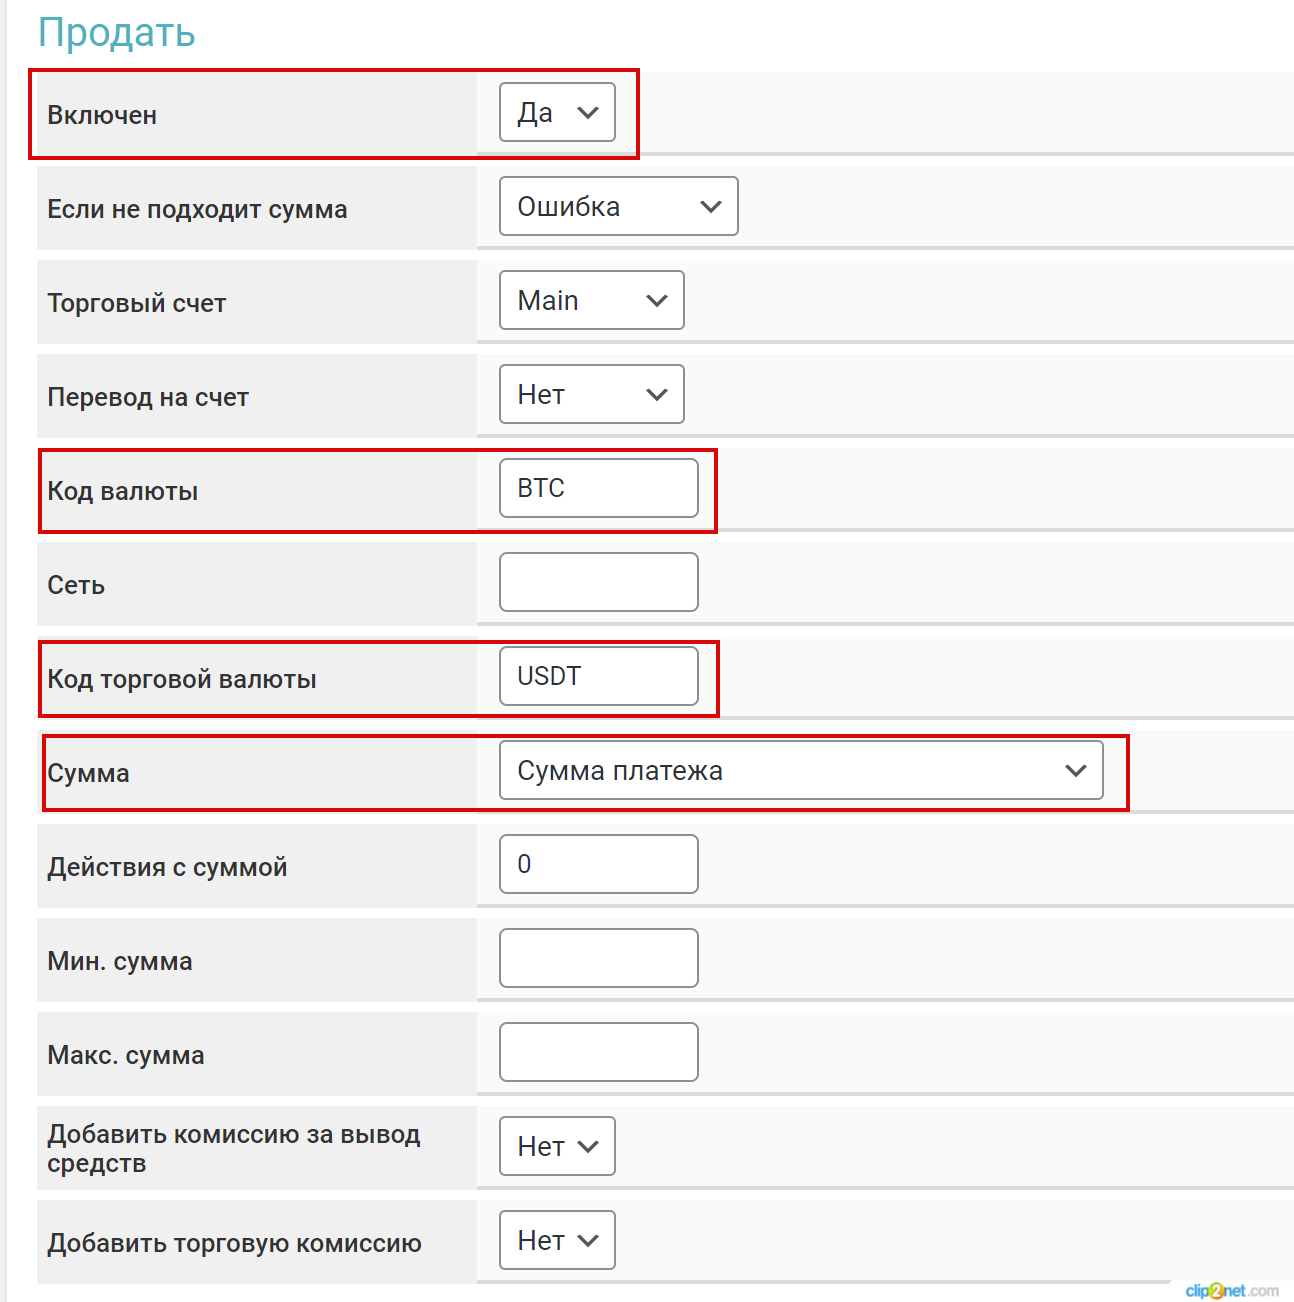 Продать
Включен Да
Если не подходит сумма Ошибка
Торговый счет Main
Перевод на счет Нет
Код валюты BTC
Сеть
Код торговой валюты USDT
Сумма Сумма платежа
Действия с суммой 0
Мин. сумма
Макс. сумма
Добавить комиссию за вывод
средств Нет
Добавить торговую комиссию Нет
clip2net.com